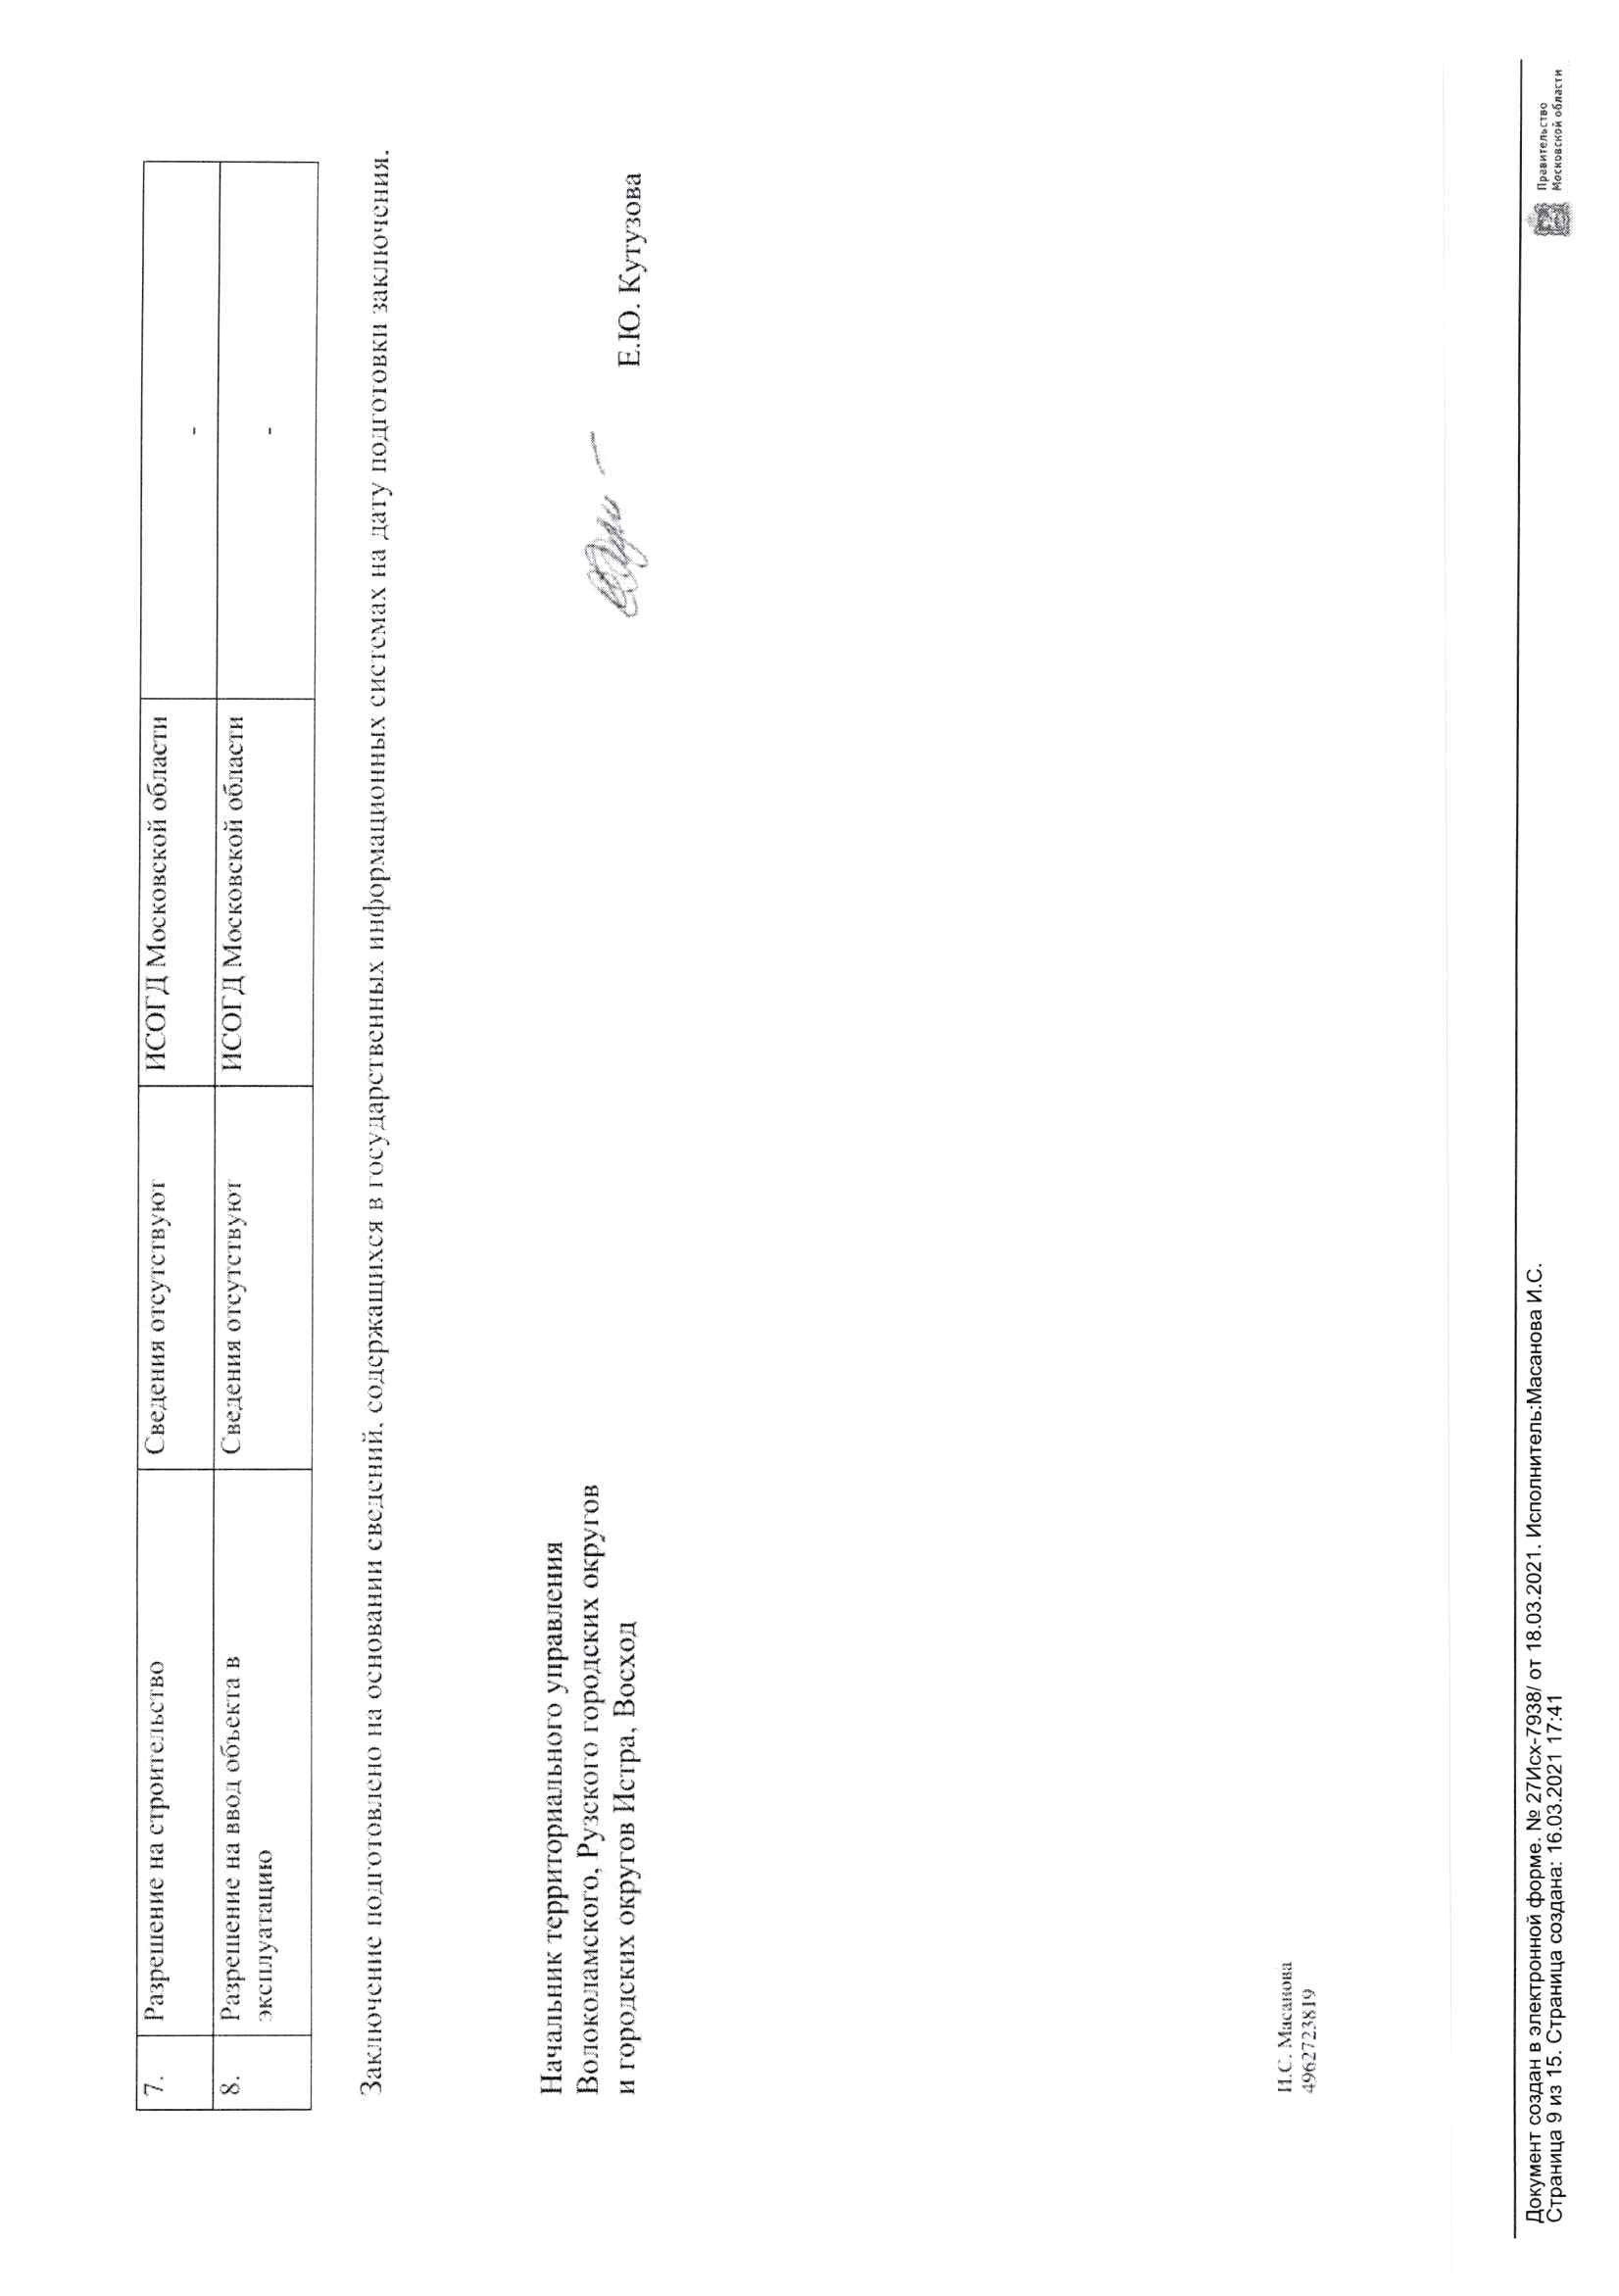 7. Разрешение на строительство Сведения отсутствуют ИСОГД Московской области -
8. Разрешение на ввод объекта в Сведения отсутствуют ИСОГД Московской области -
эксплуатацию
Заключение подготовлено на основании сведений, содержащихся в государственных информационных системах на дату подготовки заключения.
Начальник территориального управления
Волоколамского, Рузского городских округов
и городских округов Истра, Восход Е.Ю. Кутузова
И.С. Масанова
4962723819
Документ создан в электронной форме. № 27Исх-7938/ от 18.03.2021. Исполнитель:Масанова И.С.
Страница 9 из 15. Страница создана: 16.03.2021 17:41
Правительство
Московской области